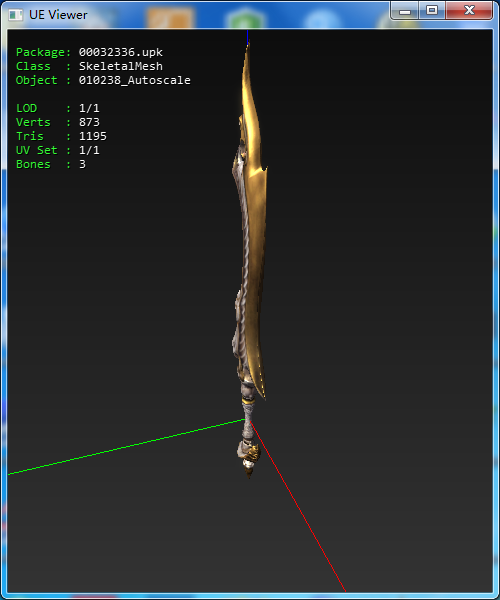 UE Viewer
Package: 00032336.upk
Class : SkeletalMesh
Object : 010238_Autoscale
LOD : 1/1
Verts : 873
Tris : 1195
UV Set : 1/1
Bones : 3